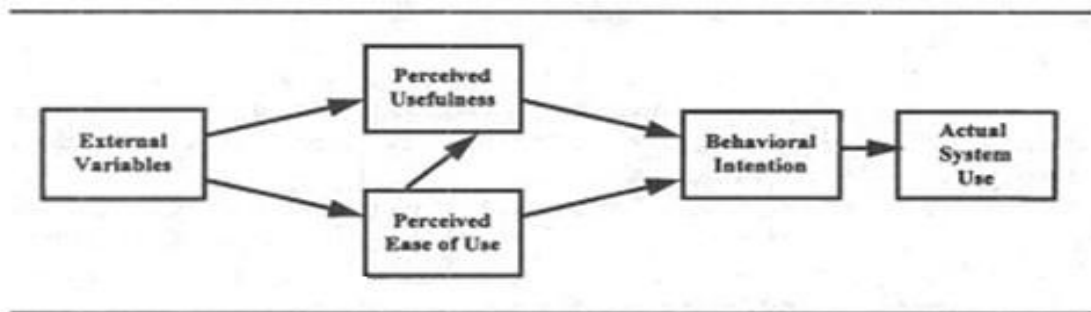 External
Variables
Perceived
Usefulness
Perceived
Ease of Use
Behavioral
Intention
Actual
System
Use